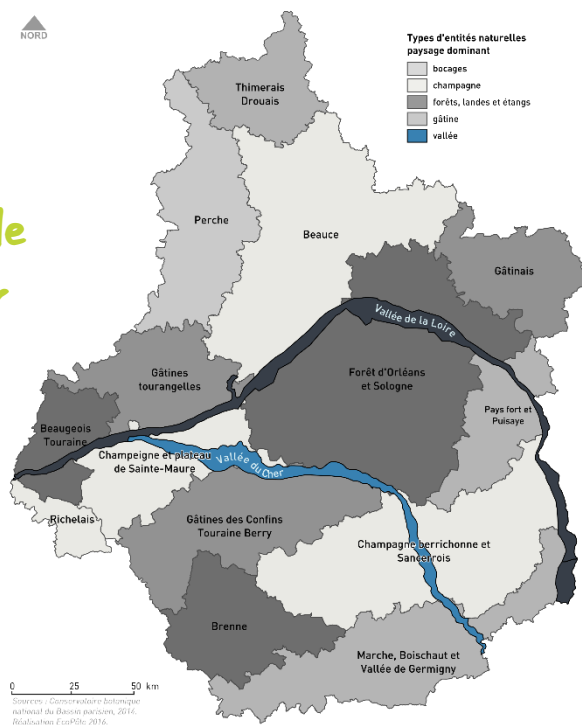 NORD
Types d'entités naturelles
paysage dominant
bocages
champagne
forêts, landes et étangs
gâtine
vallée
Thimerais
Drouais
de
Perche
Beauce
Gâtinais
Vallée de la Loire
Gâtines
tourangelles
Forêt d'Orléans
et Sologne
Pays fort et
Puisaye
Beaugeois
Touraine
Champeigne et plateau
de Sainte-Maure
Vallée du Cher
Richelais
Gâtines des Confins
Touraine Berry
Champagne berrichonne et
Sancerrois
Brenne
Marche, Boischaut et
Vallée de Germigny
0 25 50 km
Sources : Conservatoire botanique
national du Bassin parisien, 2014.
Réalisation EcoPôle 2016.